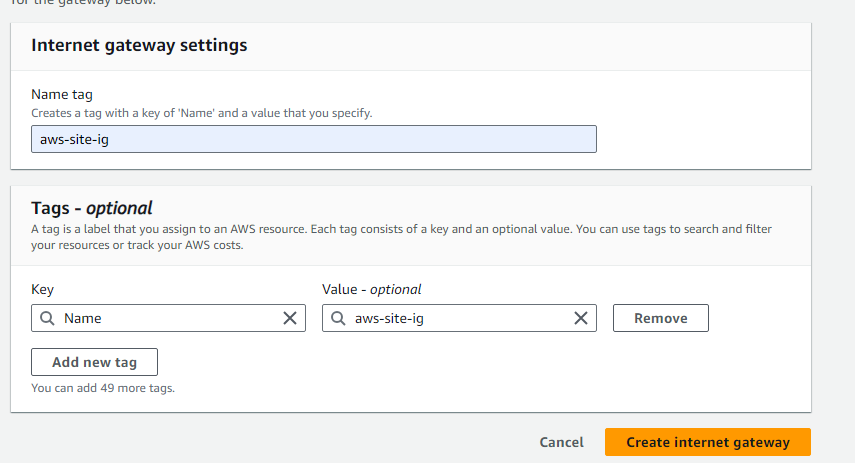 for the gateway below.
Internet gateway settings
Name tag
Creates a tag with a key of 'Name' and a value that you specify.
aws-site-ig
Tags - optional
A tag is a label that you assign to an AWS resource. Each tag consists of a key and an optional value. You can use tags to search and filter
your resources or track your AWS costs.
Key
Value - optional
Name
aws-site-ig
Remove
Add new tag
You can add 49 more tags.
Cancel
Create internet gateway